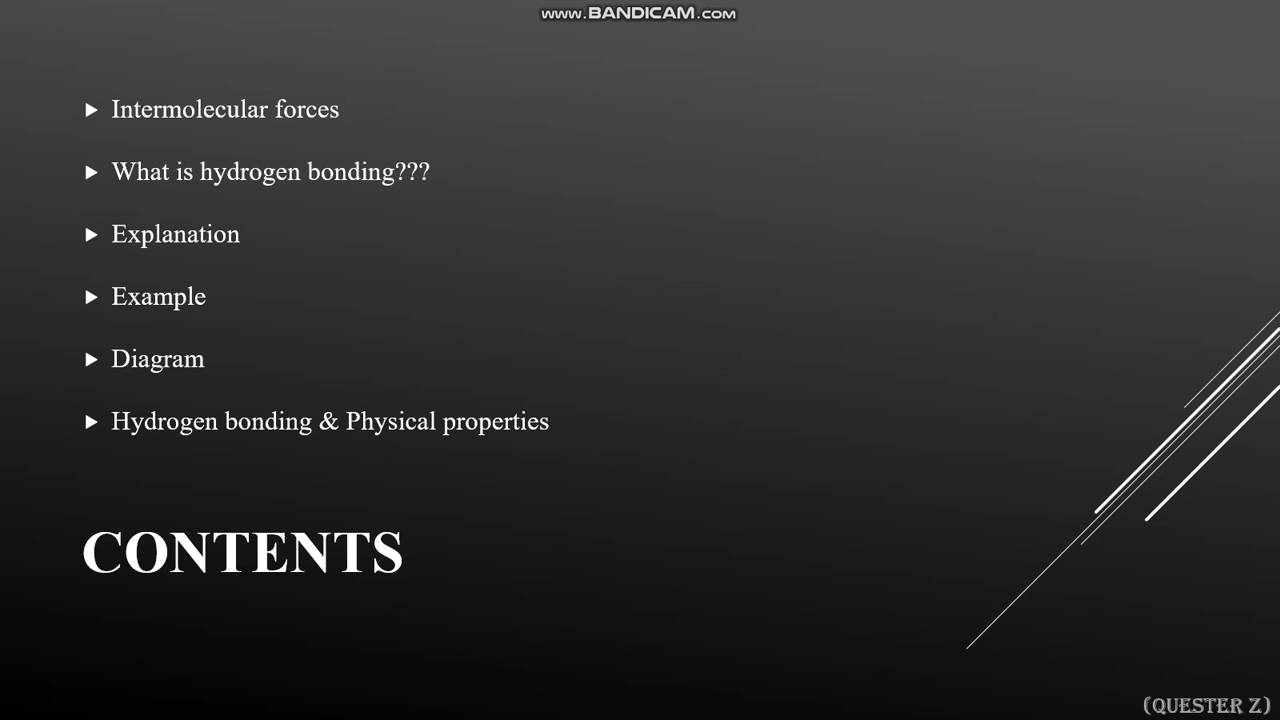 www.BANDICAM.com
Intermolecular forces
What is hydrogen bonding???
Explanation
Example
Diagram
Hydrogen bonding & Physical properties
CONTENTS
(QUESTER Z)